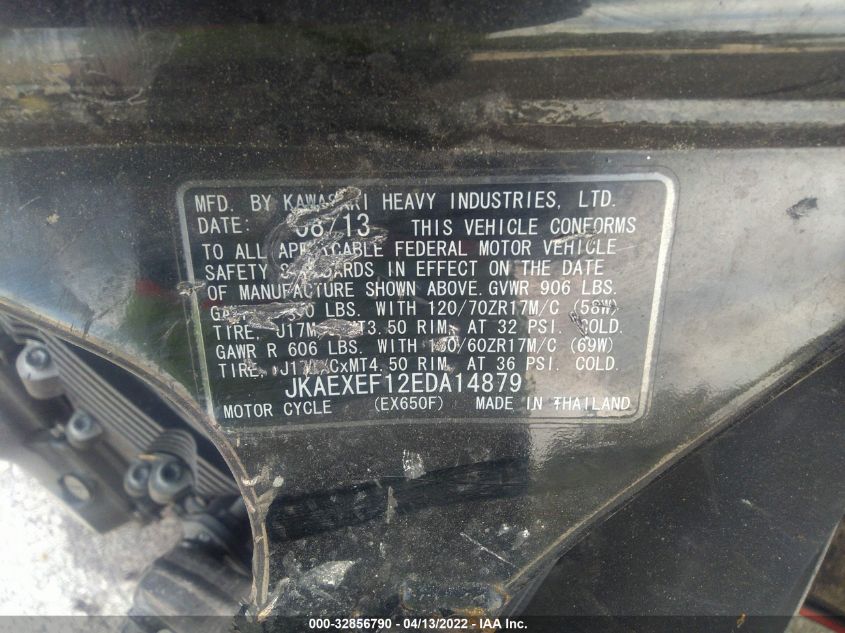 MFD. BY KAWASAKI HEAVY INDUSTRIES, LTD.
DATE: 08/13 THIS VEHICLE CONFORMS
TO ALL APPLICABLE FEDERAL MOTOR VEHICLE
SAFETY STANDARDS IN EFFECT ON THE DATE
OF MANUFACTURE SHOWN ABOVE. GVWR 906 LBS.
LBS. WITH 120/70ZR17M/C (58W)
TIRE, RIM, AT 32 PSI. COLD.
GAWR R 606 LBS. WITH 160/60ZR17M/C (69W)
TIRE, J17M/CxMT4.50 RIM, AT 36 PSI. COLD.
JKAEXEF12EDA14879
MOTOR CYCLE (EX650F) MADE IN THAILAND
000-32856790 - 04/13/2022 - IAA Inc.